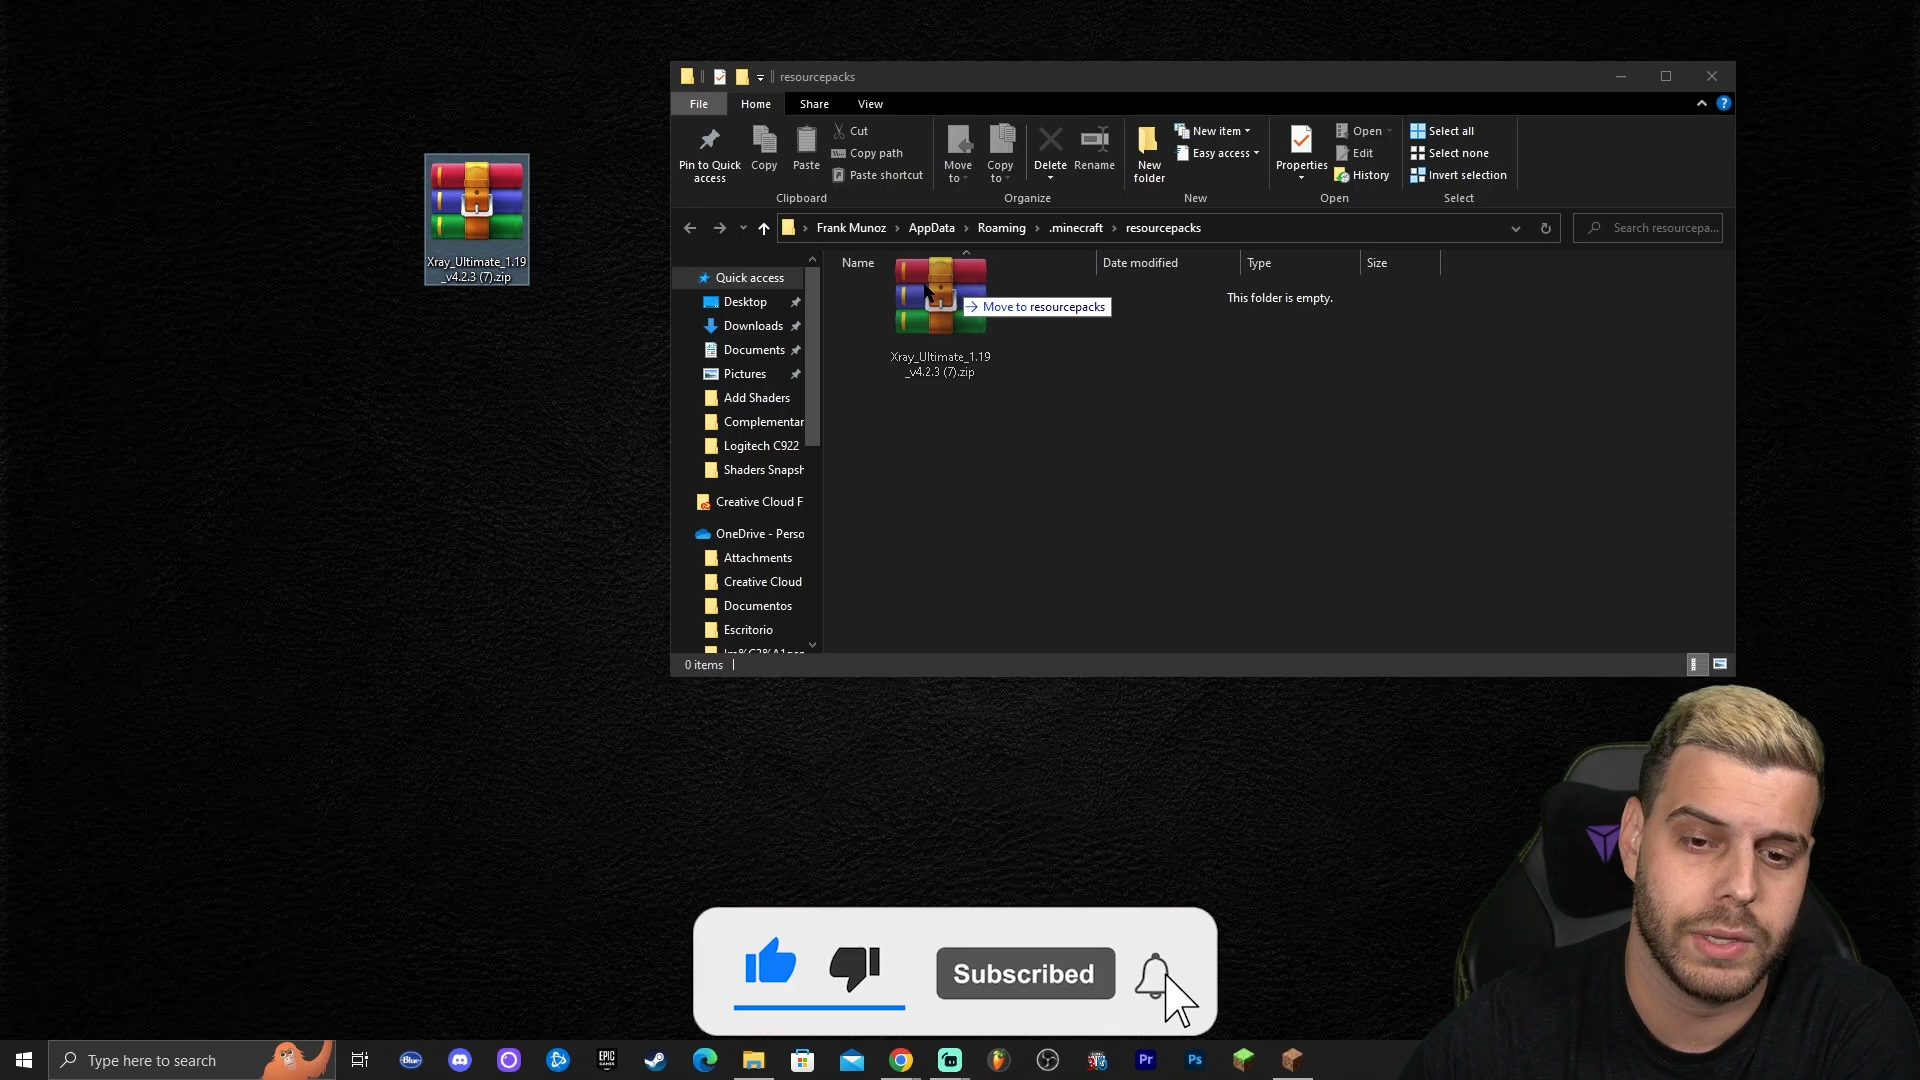 resourcepacks
File Home Share View
Pin to Quick access
Copy
Paste
Cut
Copy path
Paste shortcut
Clipboard
Move to
Copy to
Delete
Rename
Organize
New folder
New item
Easy access
New
Properties
Open
Edit
History
Open
Select all
Select none
Invert selection
Select
Frank Munoz > AppData > Roaming > .minecraft > resourcepacks
Search resourcepa...
Name Date modified Type Size
This folder is empty.
Move to resourcepacks
Xray_Ultimate_1.19
_v4.2.3 (7).zip
Xray_Ultimate_1.19
_v4.2.3 (7).zip
Quick access
Desktop
Downloads
Documents
Pictures
Add Shaders
Complementar
Logitech C922
Shaders Snapsh
Creative Cloud F
OneDrive - Perso
Attachments
Creative Cloud
Documentos
Escritorio
0 items
Subscribed
Type here to search
Blue
EPIC
GAMES
Pr
Ps